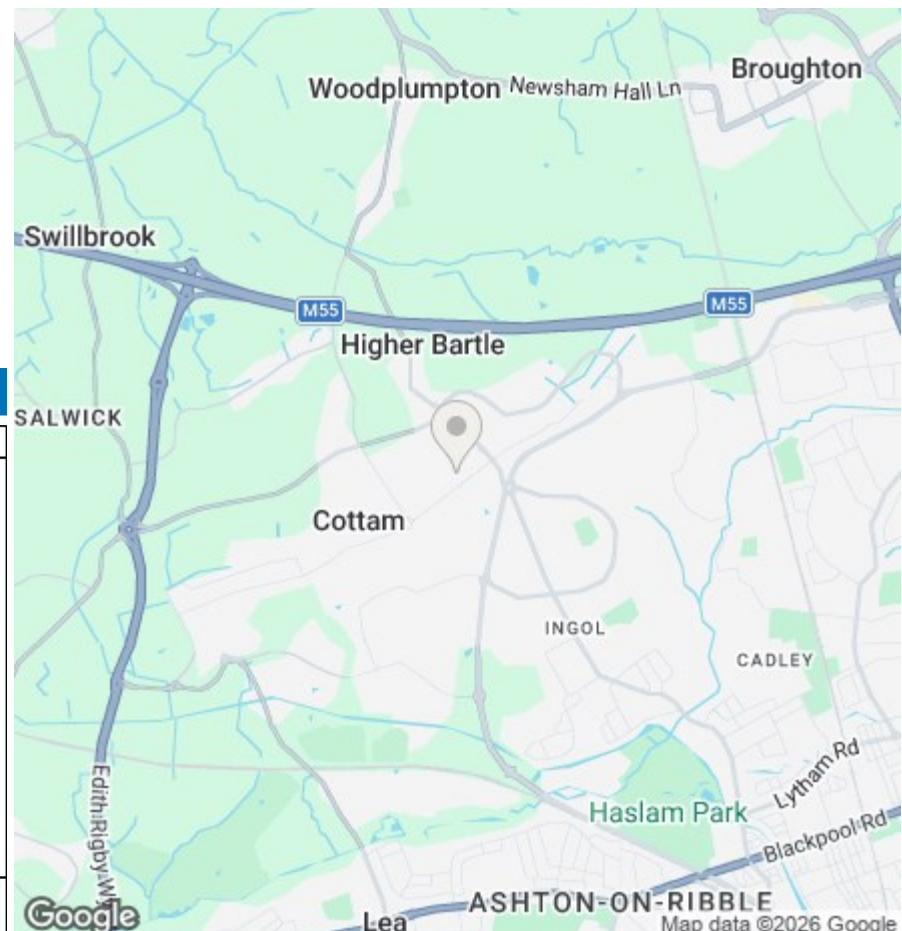 Broughton
Woodplumpton
Newsham Hall Ln
Swillbrook
M55
M55
Higher Bartle
SALWICK
Cottam
INGOL
CADLEY
Lytham Rd
Haslam Park
Blackpool Rd
Edith Rigby Wy
ASHTON-ON-RIBBLE
Google
Lea
Map data ©2026 Google